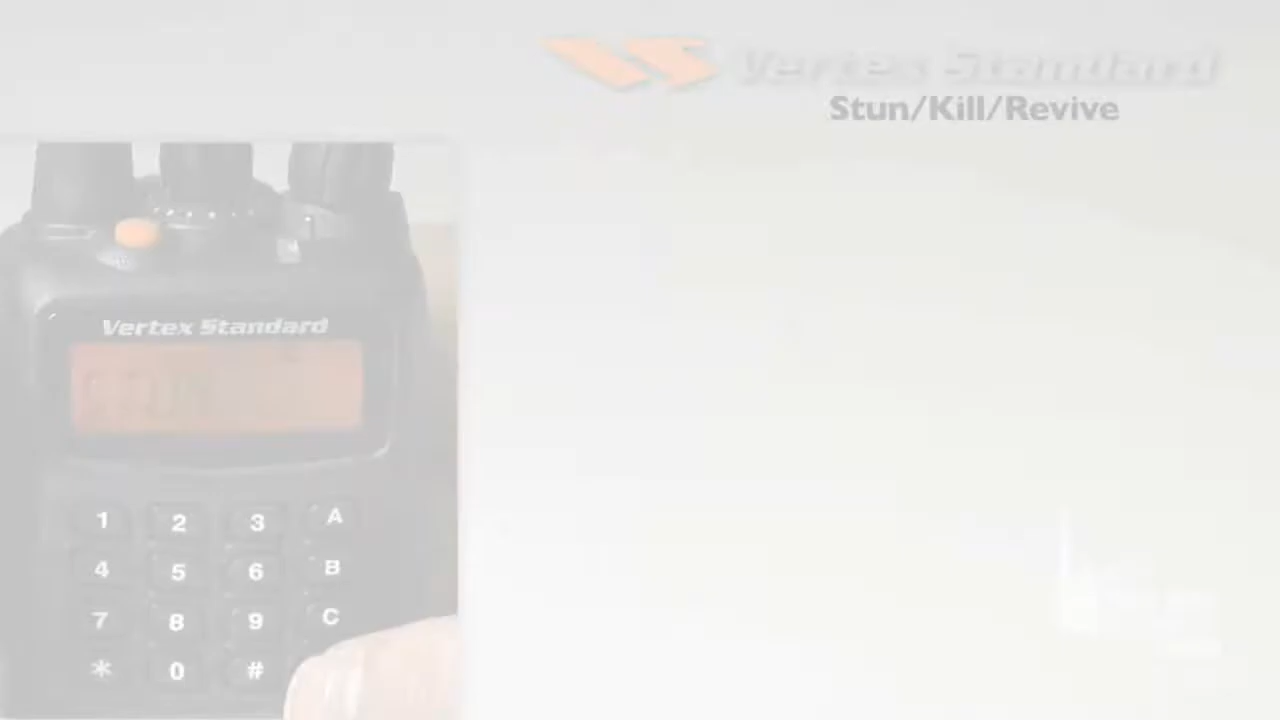 Vertex Standard
Stun/Kill/Revive
Vertex Standard
1 2 3 A
4 5 6 B
7 8 9 C
* 0 #